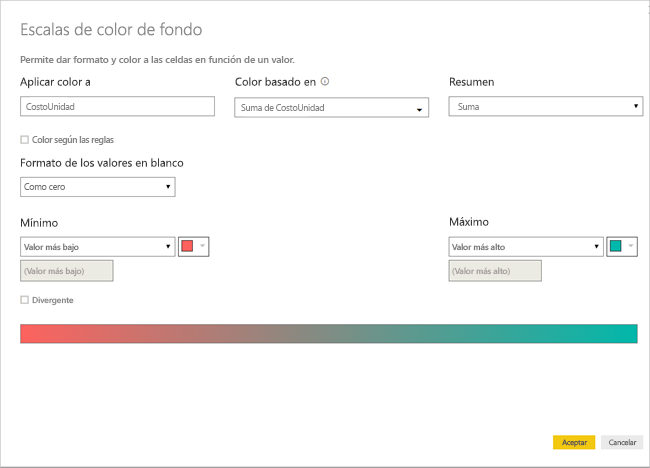 Escalas de color de fondo
Permite dar formato y color a las celdas en función de un valor.
Aplicar color a
Color basado en
Resumen
CostoUnidad
Suma de CostoUnidad
Suma
Color según las reglas
Formato de los valores en blanco
Como cero
Mínimo
Máximo
Valor más bajo
Valor más alto
(Valor más bajo)
(Valor más alto)
Divergente
Aceptar
Cancelar